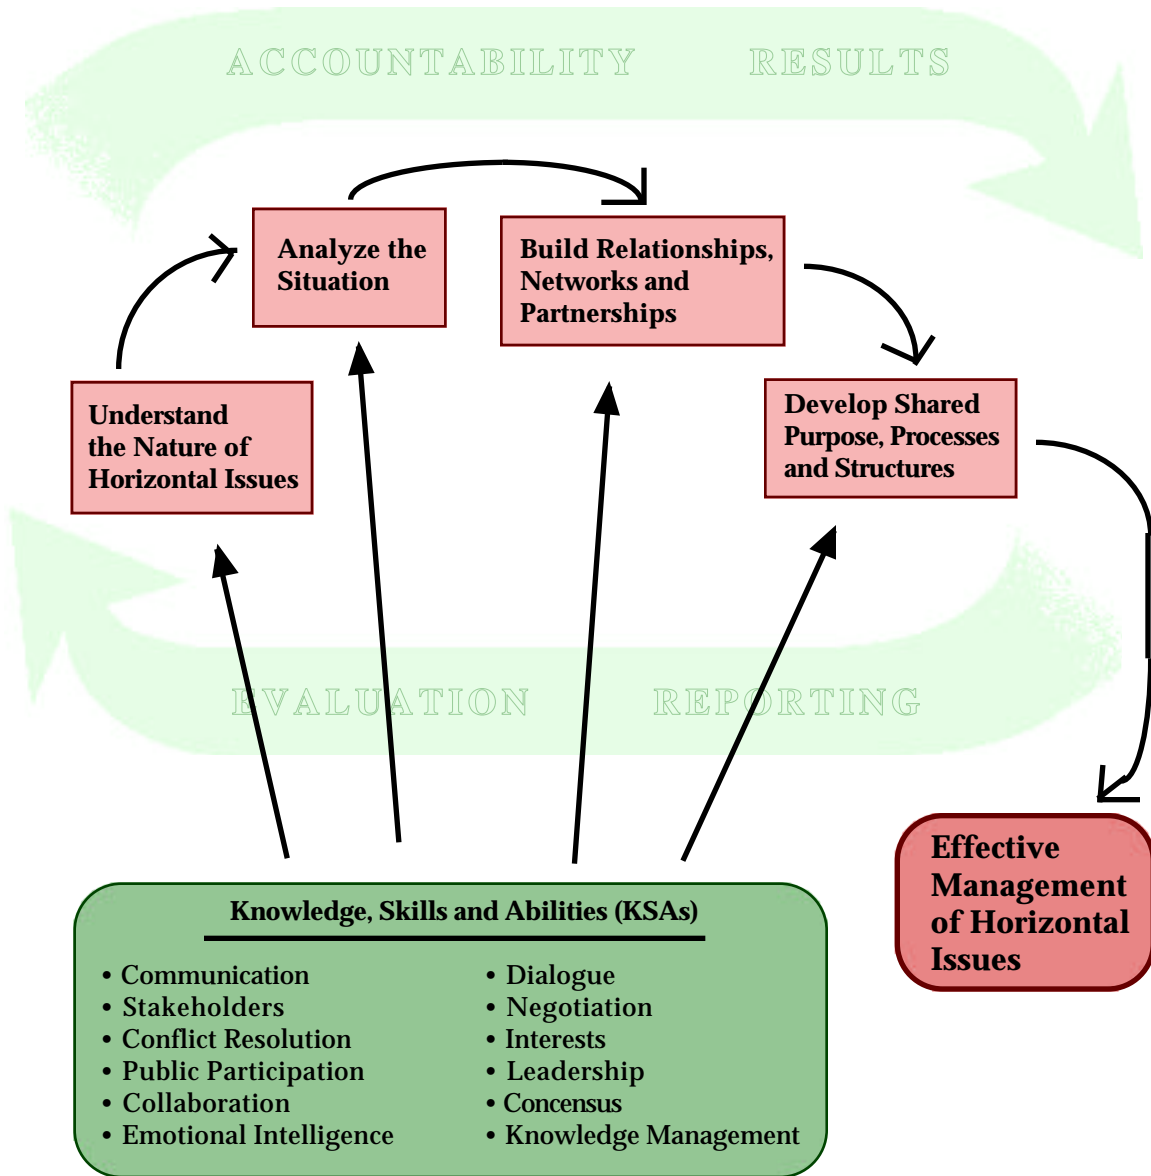 ACCOUNTABILITY RESULTS
Analyze the
Situation
Build Relationships,
Networks and
Partnerships
Understand
the Nature of
Horizontal Issues
Develop Shared
Purpose, Processes
and Structures
EVALUATION REPORTING
Effective
Management
of Horizontal
Issues
Knowledge, Skills and Abilities (KSAs)
• Communication
• Stakeholders
• Conflict Resolution
• Public Participation
• Collaboration
• Emotional Intelligence
• Dialogue
• Negotiation
• Interests
• Leadership
• Concensus
• Knowledge Management